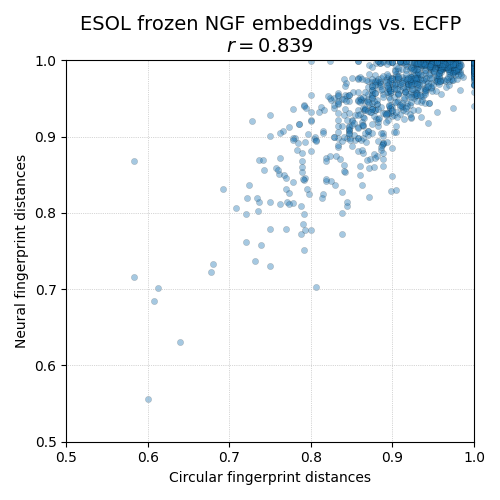 ESOL frozen NGF embeddings vs. ECFP
r = 0.839
1.0
0.9
0.8
0.7
0.6
0.5
Neural fingerprint distances
0.5 0.6 0.7 0.8 0.9 1.0
Circular fingerprint distances